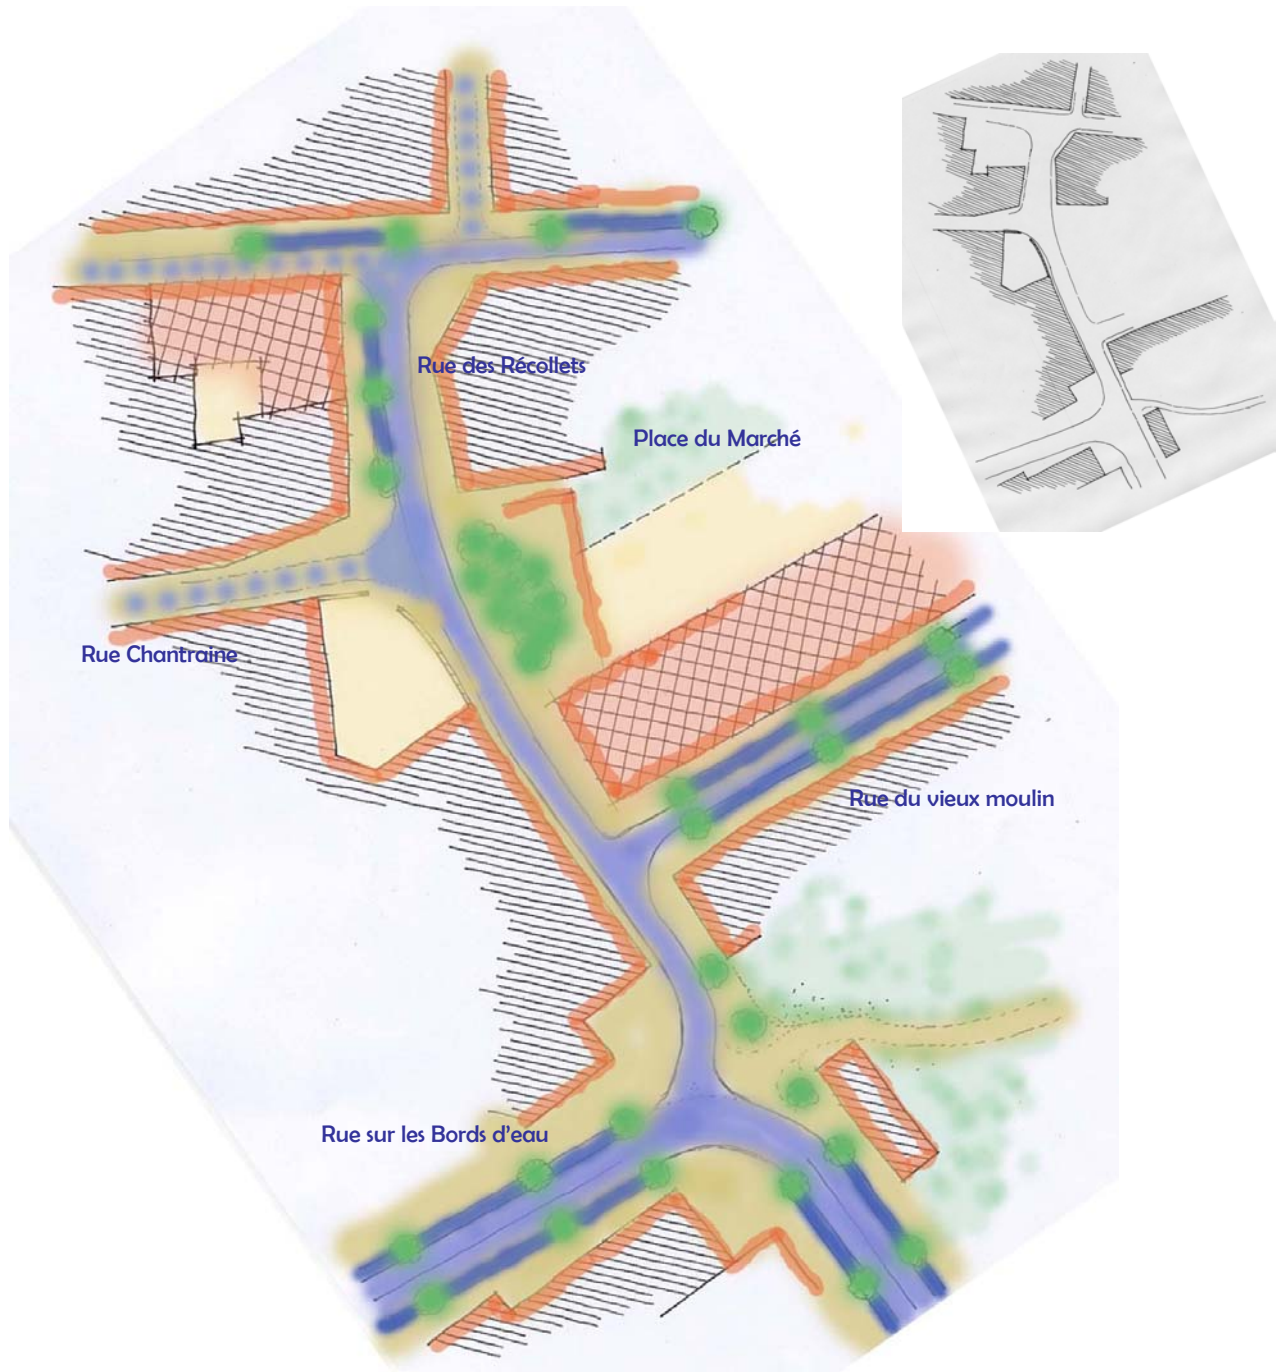 Rue des Récollets
Place du Marché
Rue Chantraine
Rue du vieux moulin
Rue sur les Bords d'eau